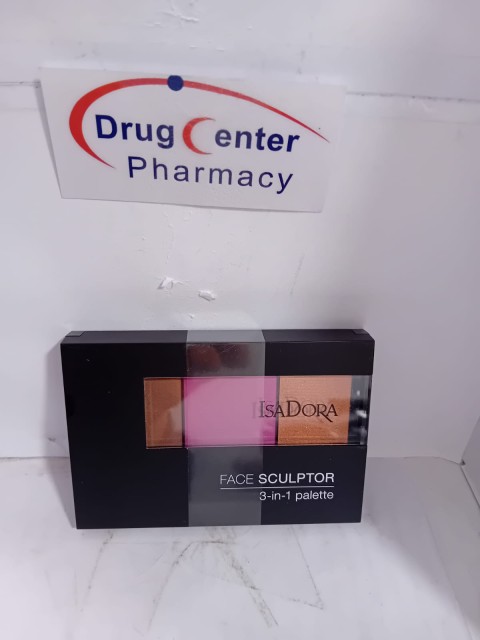 Drug Center
Pharmacy
ISADORA
FACE SCULPTOR
3-in-1 palette